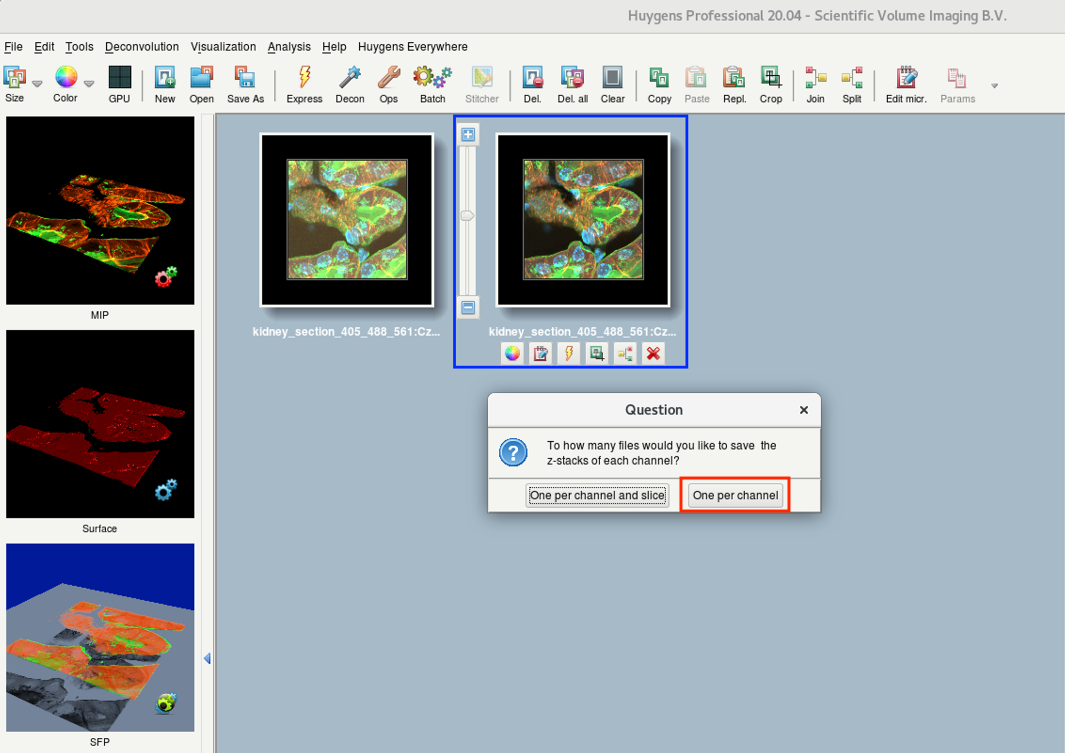 Huygens Professional 20.04 - Scientific Volume Imaging B.V.
File Edit Tools Deconvolution Visualization Analysis Help Huygens Everywhere
Size Color GPU New Open Save As Express Decon Ops Batch Stitcher Del. Del. all Clear Copy Paste Repl. Crop Join Split Edit micr. Params
MIP
kidney_section_405_488_561:Cz... kidney_section_405_488_561:Cz...
Question
To how many files would you like to save the
z-stacks of each channel?
One per channel and slice One per channel
Surface
SFP